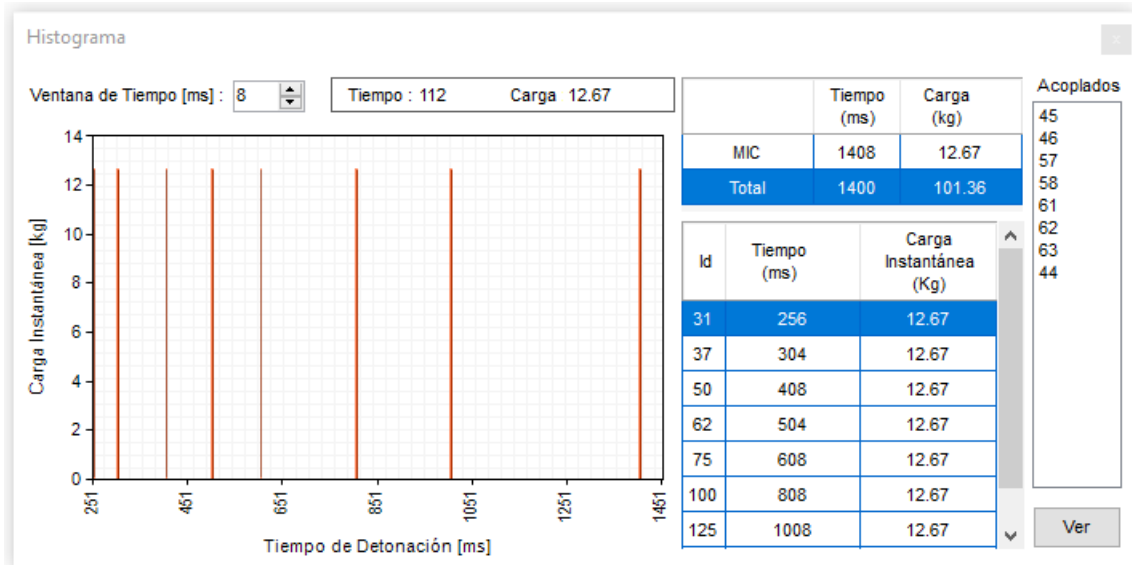 Histograma
x
Ventana de Tiempo [ms] : 8
Tiempo : 112 Carga 12.67
14
12
10
8
6
4
2
0
Carga Instantánea [kg]
251 451 651 851 1051 1251 1451
Tiempo de Detonación [ms]
Tiempo (ms) Carga (kg)
MIC 1408 12.67
Total 1400 101.36
Id Tiempo (ms) Carga Instantánea (Kg)
31 256 12.67
37 304 12.67
50 408 12.67
62 504 12.67
75 608 12.67
100 808 12.67
125 1008 12.67
Acoplados
45
46
57
58
61
62
63
44
Ver